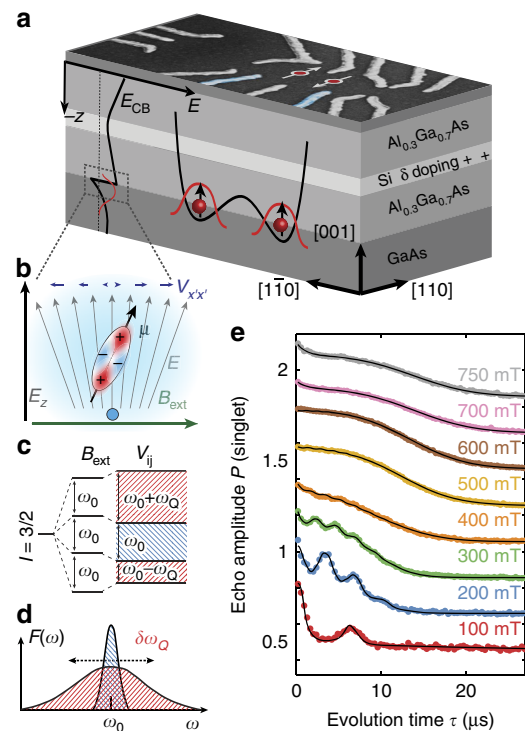 a
E_CB
E
−z
Al0.3Ga0.7As
Si δ doping + +
Al0.3Ga0.7As
GaAs
[001]
[11̄0]
[110]
b
V_x′x′
μ
E
E_z
B_ext
c
B_ext V_ij
I = 3/2
ω0 ω0+ωQ
ω0 ω0
ω0 ω0−ωQ
d
F(ω)
δωQ
ω0
ω
e
Echo amplitude P (singlet)
2
1.5
1
0.5
750 mT
700 mT
600 mT
500 mT
400 mT
300 mT
200 mT
100 mT
0 10 20
Evolution time τ (μs)